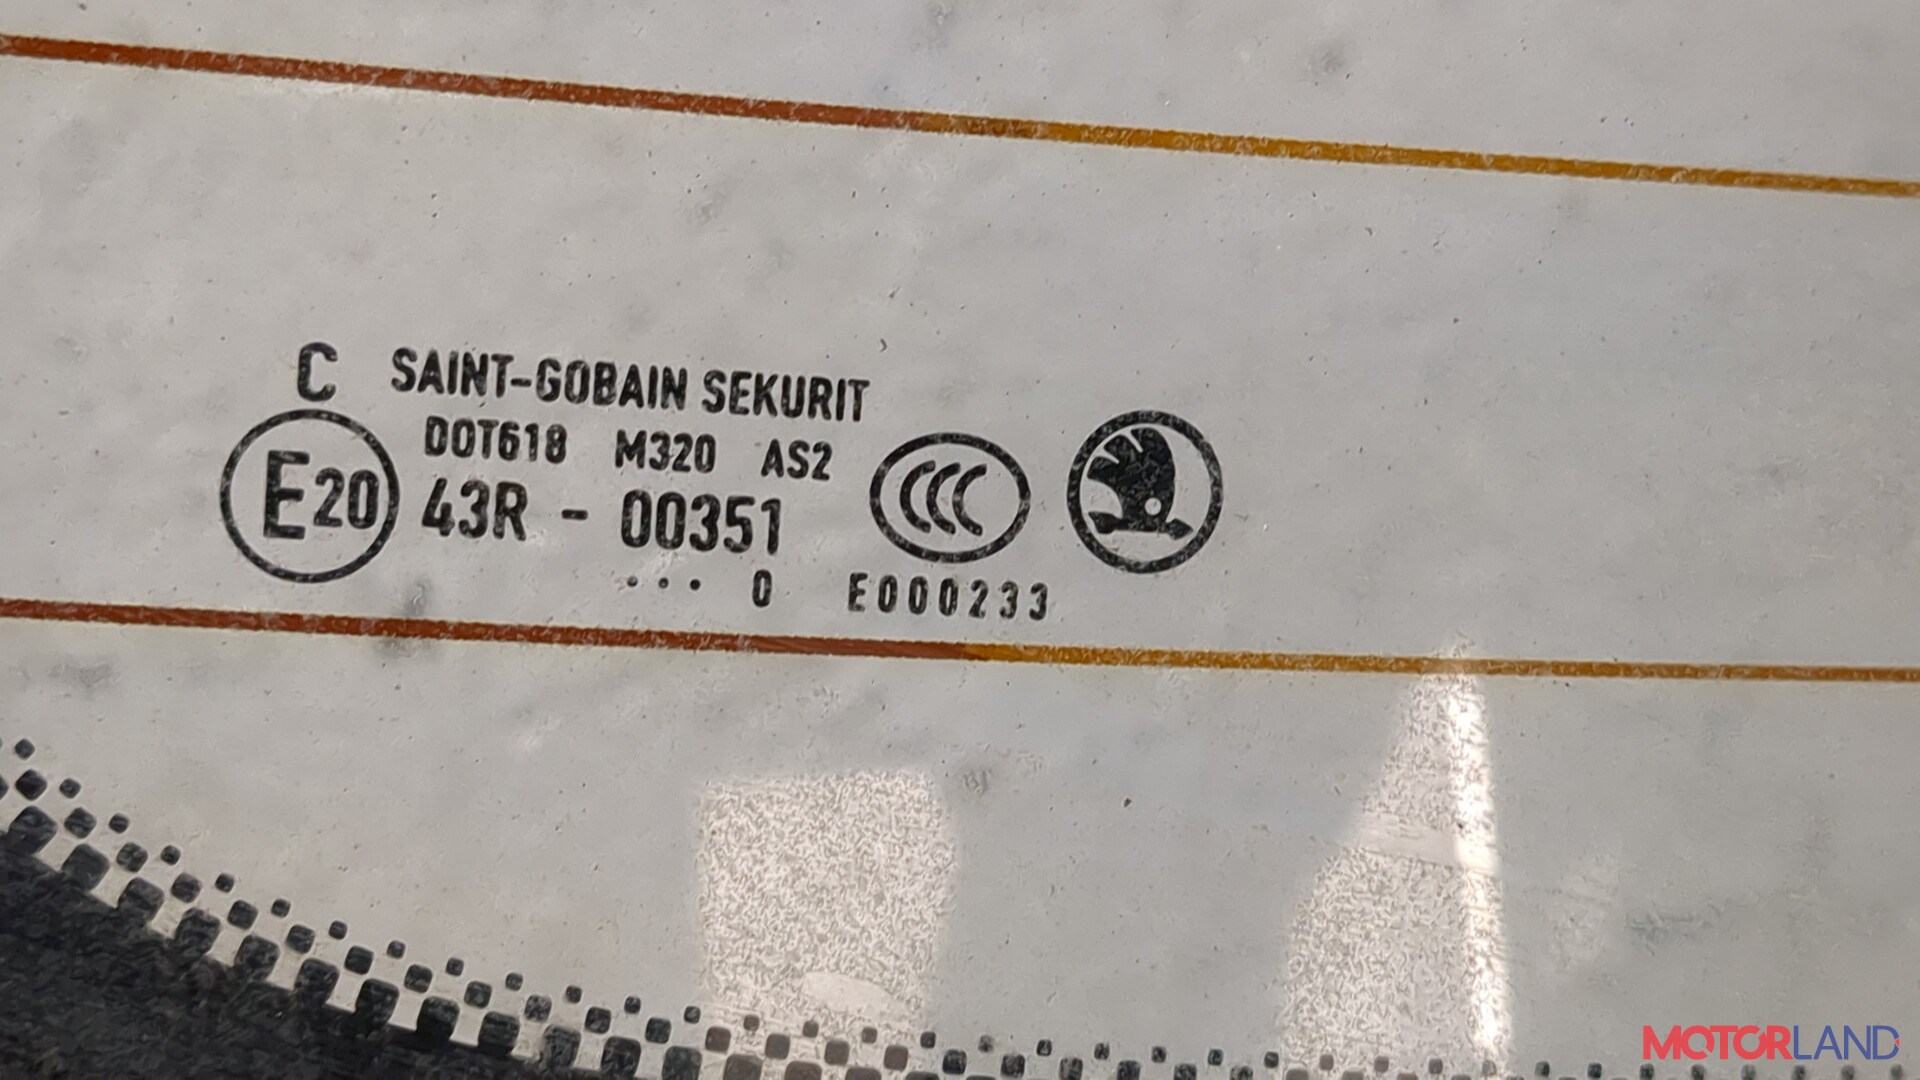 C SAINT-GOBAIN SEKURIT
DOT618 M320 AS2
E20 43R - 00351
CCC
... 0 E000233
MOTORLAND